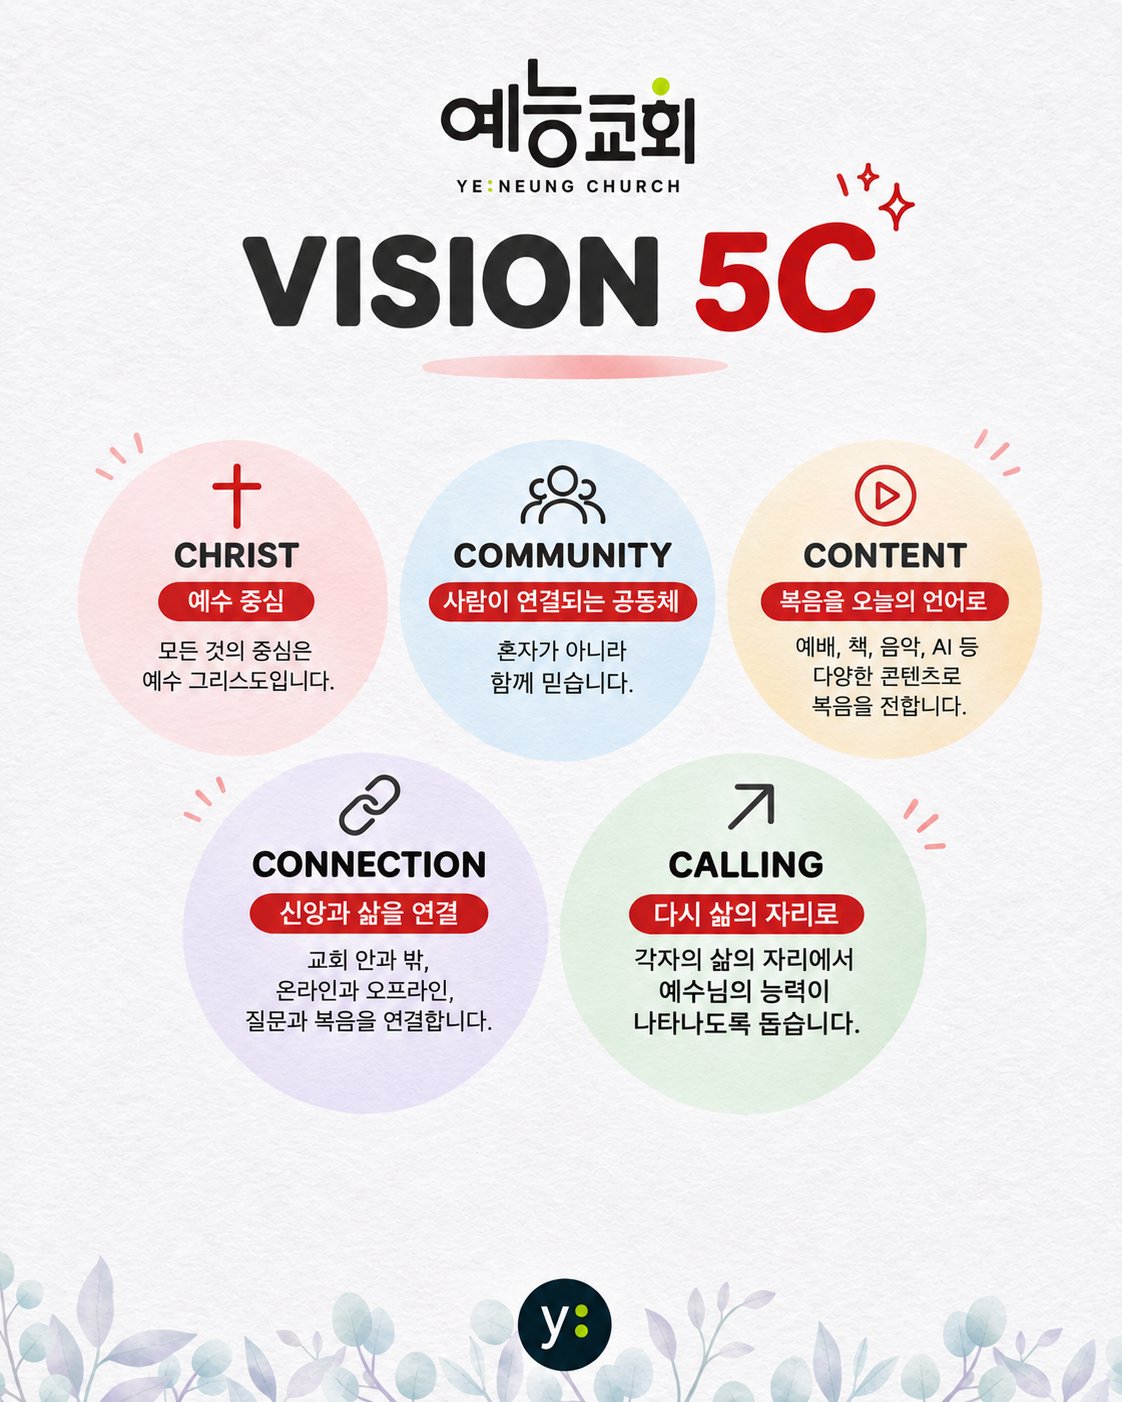 예능교회
YE:NEUNG CHURCH
VISION 5C
CHRIST
예수 중심
모든 것의 중심은
예수 그리스도입니다.
COMMUNITY
사람이 연결되는 공동체
혼자가 아니라
함께 믿습니다.
CONTENT
복음을 오늘의 언어로
예배, 책, 음악, AI 등
다양한 콘텐츠로
복음을 전합니다.
CONNECTION
신앙과 삶을 연결
교회 안과 밖,
온라인과 오프라인,
질문과 복음을 연결합니다.
CALLING
다시 삶의 자리로
각자의 삶의 자리에서
예수님의 능력이
나타나도록 돕습니다.
y: